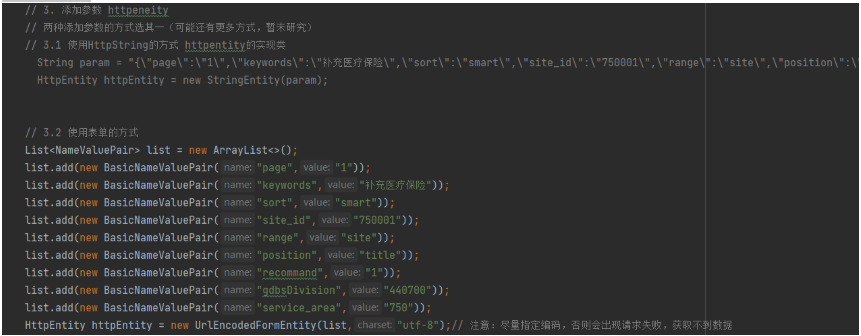 // 3. 添加参数 httpeneity
// 两种添加参数的方式选其一（可能还有更多方式，暂未研究）
// 3.1 使用HttpString的方式 httpentity的实现类
String param = "{\"page\":\"1\",\"keywords\":\"补充医疗保险\",\"sort\":\"smart\",\"site_id\":\"750001\",\"range\":\"site\",\"position\":\
HttpEntity httpEntity = new StringEntity(param);
// 3.2 使用表单的方式
List<NameValuePair> list = new ArrayList<>();
list.add(new BasicNameValuePair( name: "page", value: "1"));
list.add(new BasicNameValuePair( name: "keywords", value: "补充医疗保险"));
list.add(new BasicNameValuePair( name: "sort", value: "smart"));
list.add(new BasicNameValuePair( name: "site_id", value: "750001"));
list.add(new BasicNameValuePair( name: "range", value: "site"));
list.add(new BasicNameValuePair( name: "position", value: "title"));
list.add(new BasicNameValuePair( name: "recommand", value: "1"));
list.add(new BasicNameValuePair( name: "gdbsDivision", value: "440700"));
list.add(new BasicNameValuePair( name: "service_area", value: "750"));
HttpEntity httpEntity = new UrlEncodedFormEntity(list, charset: "utf-8");// 注意：尽量指定编码，否则会出现请求失败，获取不到数据